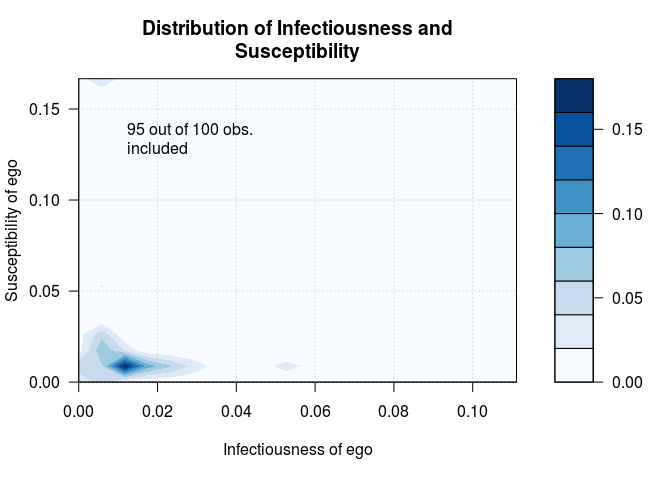 Distribution of Infectiousness and
Susceptibility
95 out of 100 obs.
included
Susceptibility of ego
0.15
0.10
0.05
0.00
0.00 0.02 0.04 0.06 0.08 0.10
Infectiousness of ego
0.15
0.10
0.05
0.00